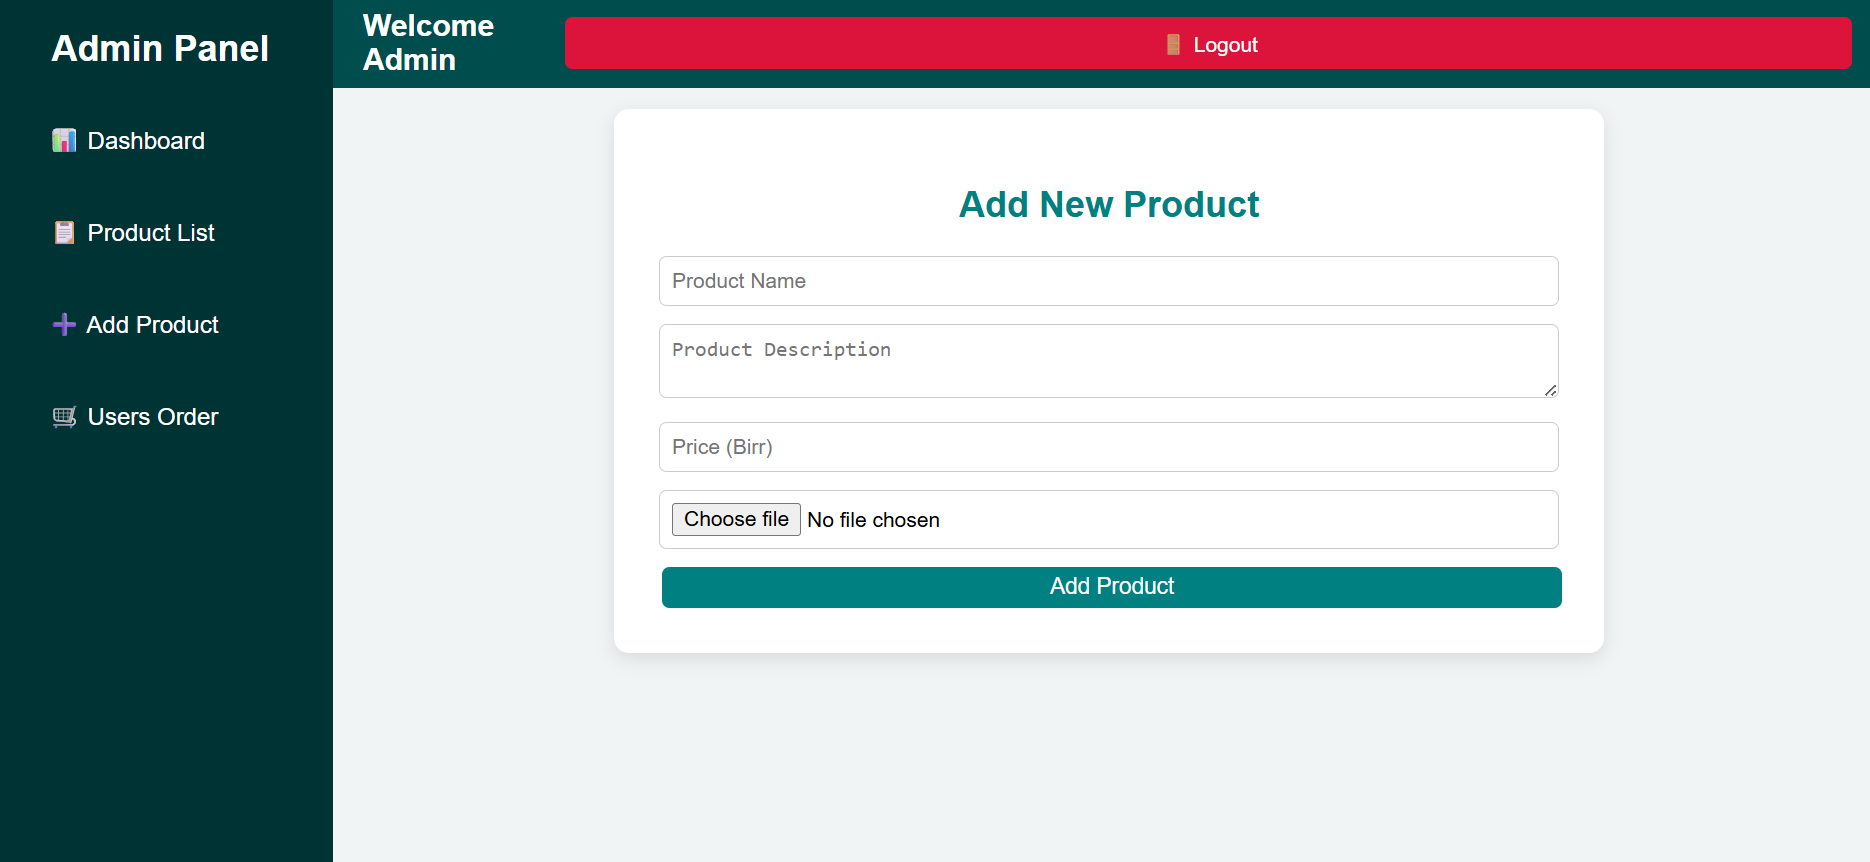 Admin Panel
Dashboard
Product List
Add Product
Users Order
Welcome
Admin
Logout
Add New Product
Product Name
Product Description
Price (Birr)
Choose file No file chosen
Add Product